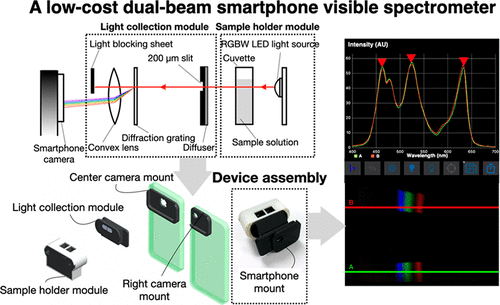 A low-cost dual-beam smartphone visible spectrometer
Light collection module
Sample holder module
Light blocking sheet
200 µm slit
RGBW LED light source
Cuvette
Smartphone
camera
Convex lens
Diffraction grating
Diffuser
Sample solution
Center camera mount
Light collection module
Sample holder module
Right camera
mount
Device assembly
Smartphone
mount
Intensity (AU)
60
50
40
30
20
10
0
400
450
500
550
600
650
700
Wavelength (nm)
A
B
B
A